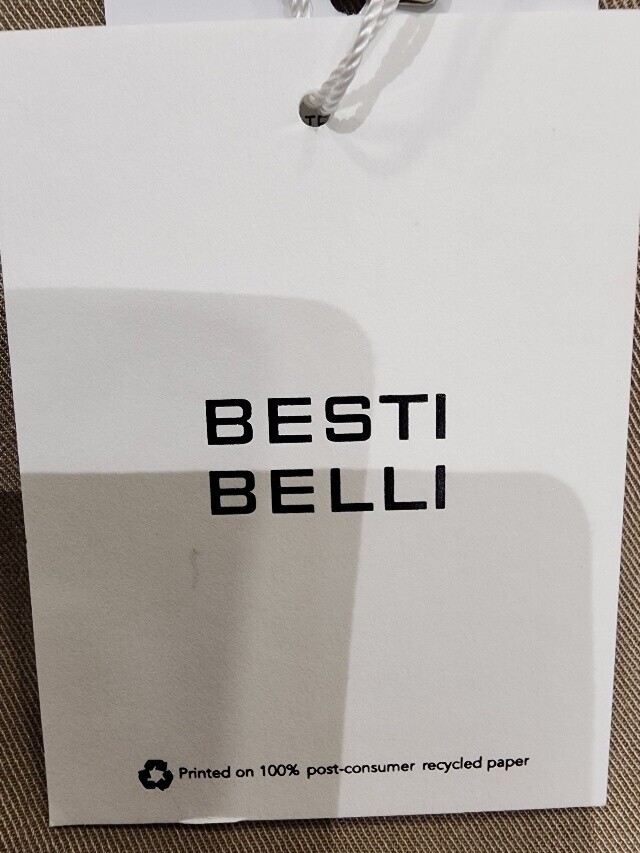 BESTI
BELLI
Printed on 100% post-consumer recycled paper